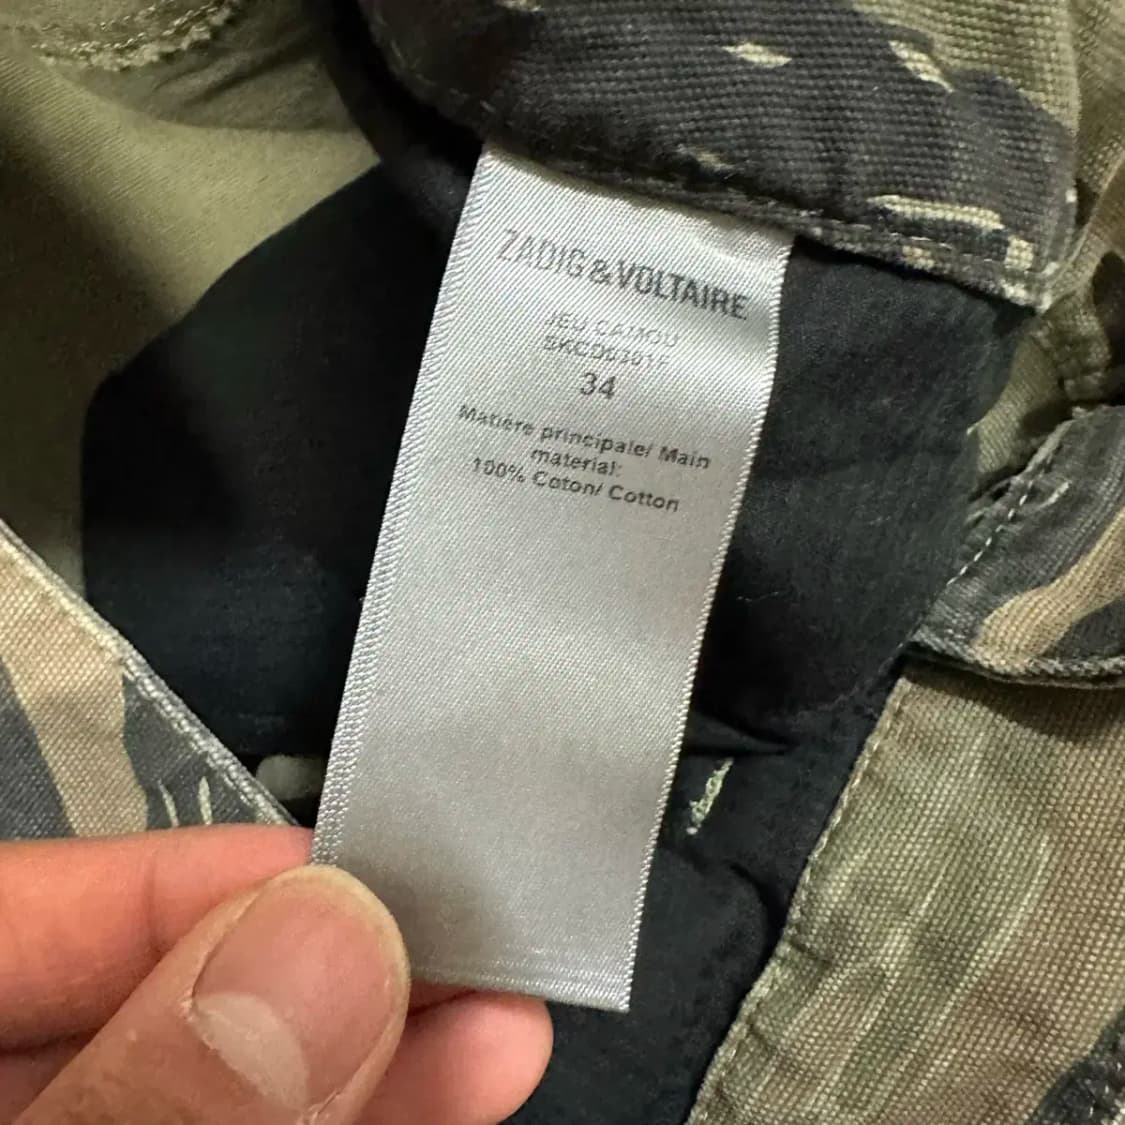 ZADIG&VOLTAIRE
JEU CAMOU
34
Matière principale/ Main
material:
100% Coton/ Cotton